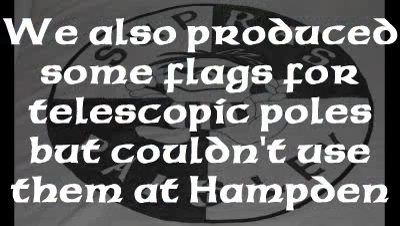 We also produced
some flags for
telescopic poles
but couldn't use
them at Hampden